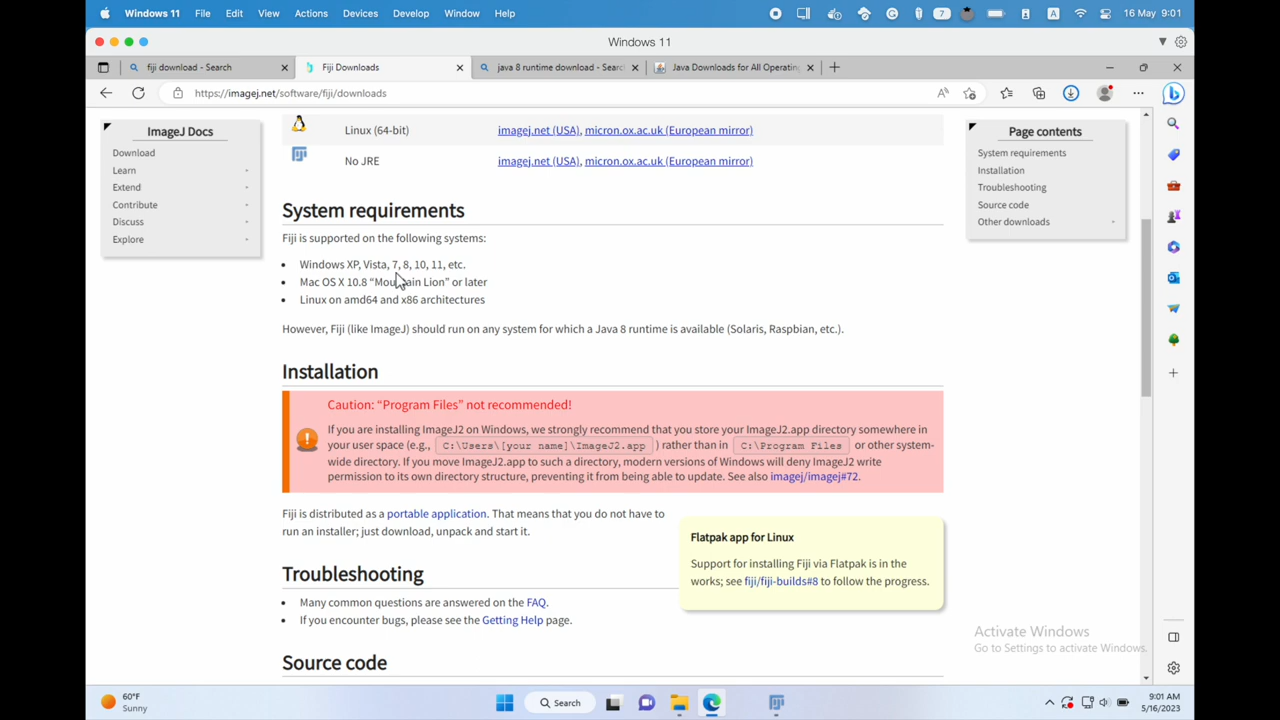 Windows 11 File Edit View Actions Devices Develop Window Help 7 A 16 May 9:01
Windows 11
fiji download - Search Fiji Downloads java 8 runtime download - Searc Java Downloads for All Operating
https://imagej.net/software/fiji/downloads
ImageJ Docs
Download
Learn
Extend
Contribute
Discuss
Explore
Linux (64-bit) imagej.net (USA), micron.ox.ac.uk (European mirror)
No JRE imagej.net (USA), micron.ox.ac.uk (European mirror)
System requirements
Fiji is supported on the following systems:
Windows XP, Vista, 7, 8, 10, 11, etc.
Mac OS X 10.8 “Mountain Lion” or later
Linux on amd64 and x86 architectures
However, Fiji (like ImageJ) should run on any system for which a Java 8 runtime is available (Solaris, Raspbian, etc.).
Installation
Caution: “Program Files” not recommended!
If you are installing ImageJ2 on Windows, we strongly recommend that you store your ImageJ2.app directory somewhere in
your user space (e.g., C:\Users\[your name]\ImageJ2.app ) rather than in C:\Program Files or other system-
wide directory. If you move ImageJ2.app to such a directory, modern versions of Windows will deny ImageJ2 write
permission to its own directory structure, preventing it from being able to update. See also imagej/imagej#72.
Fiji is distributed as a portable application. That means that you do not have to
run an installer; just download, unpack and start it.
Flatpak app for Linux
Support for installing Fiji via Flatpak is in the
works; see fiji/fiji-builds#8 to follow the progress.
Troubleshooting
Many common questions are answered on the FAQ.
If you encounter bugs, please see the Getting Help page.
Source code
Page contents
System requirements
Installation
Troubleshooting
Source code
Other downloads
Activate Windows
Go to Settings to activate Windows.
60°F
Sunny
Search
9:01 AM
5/16/2023